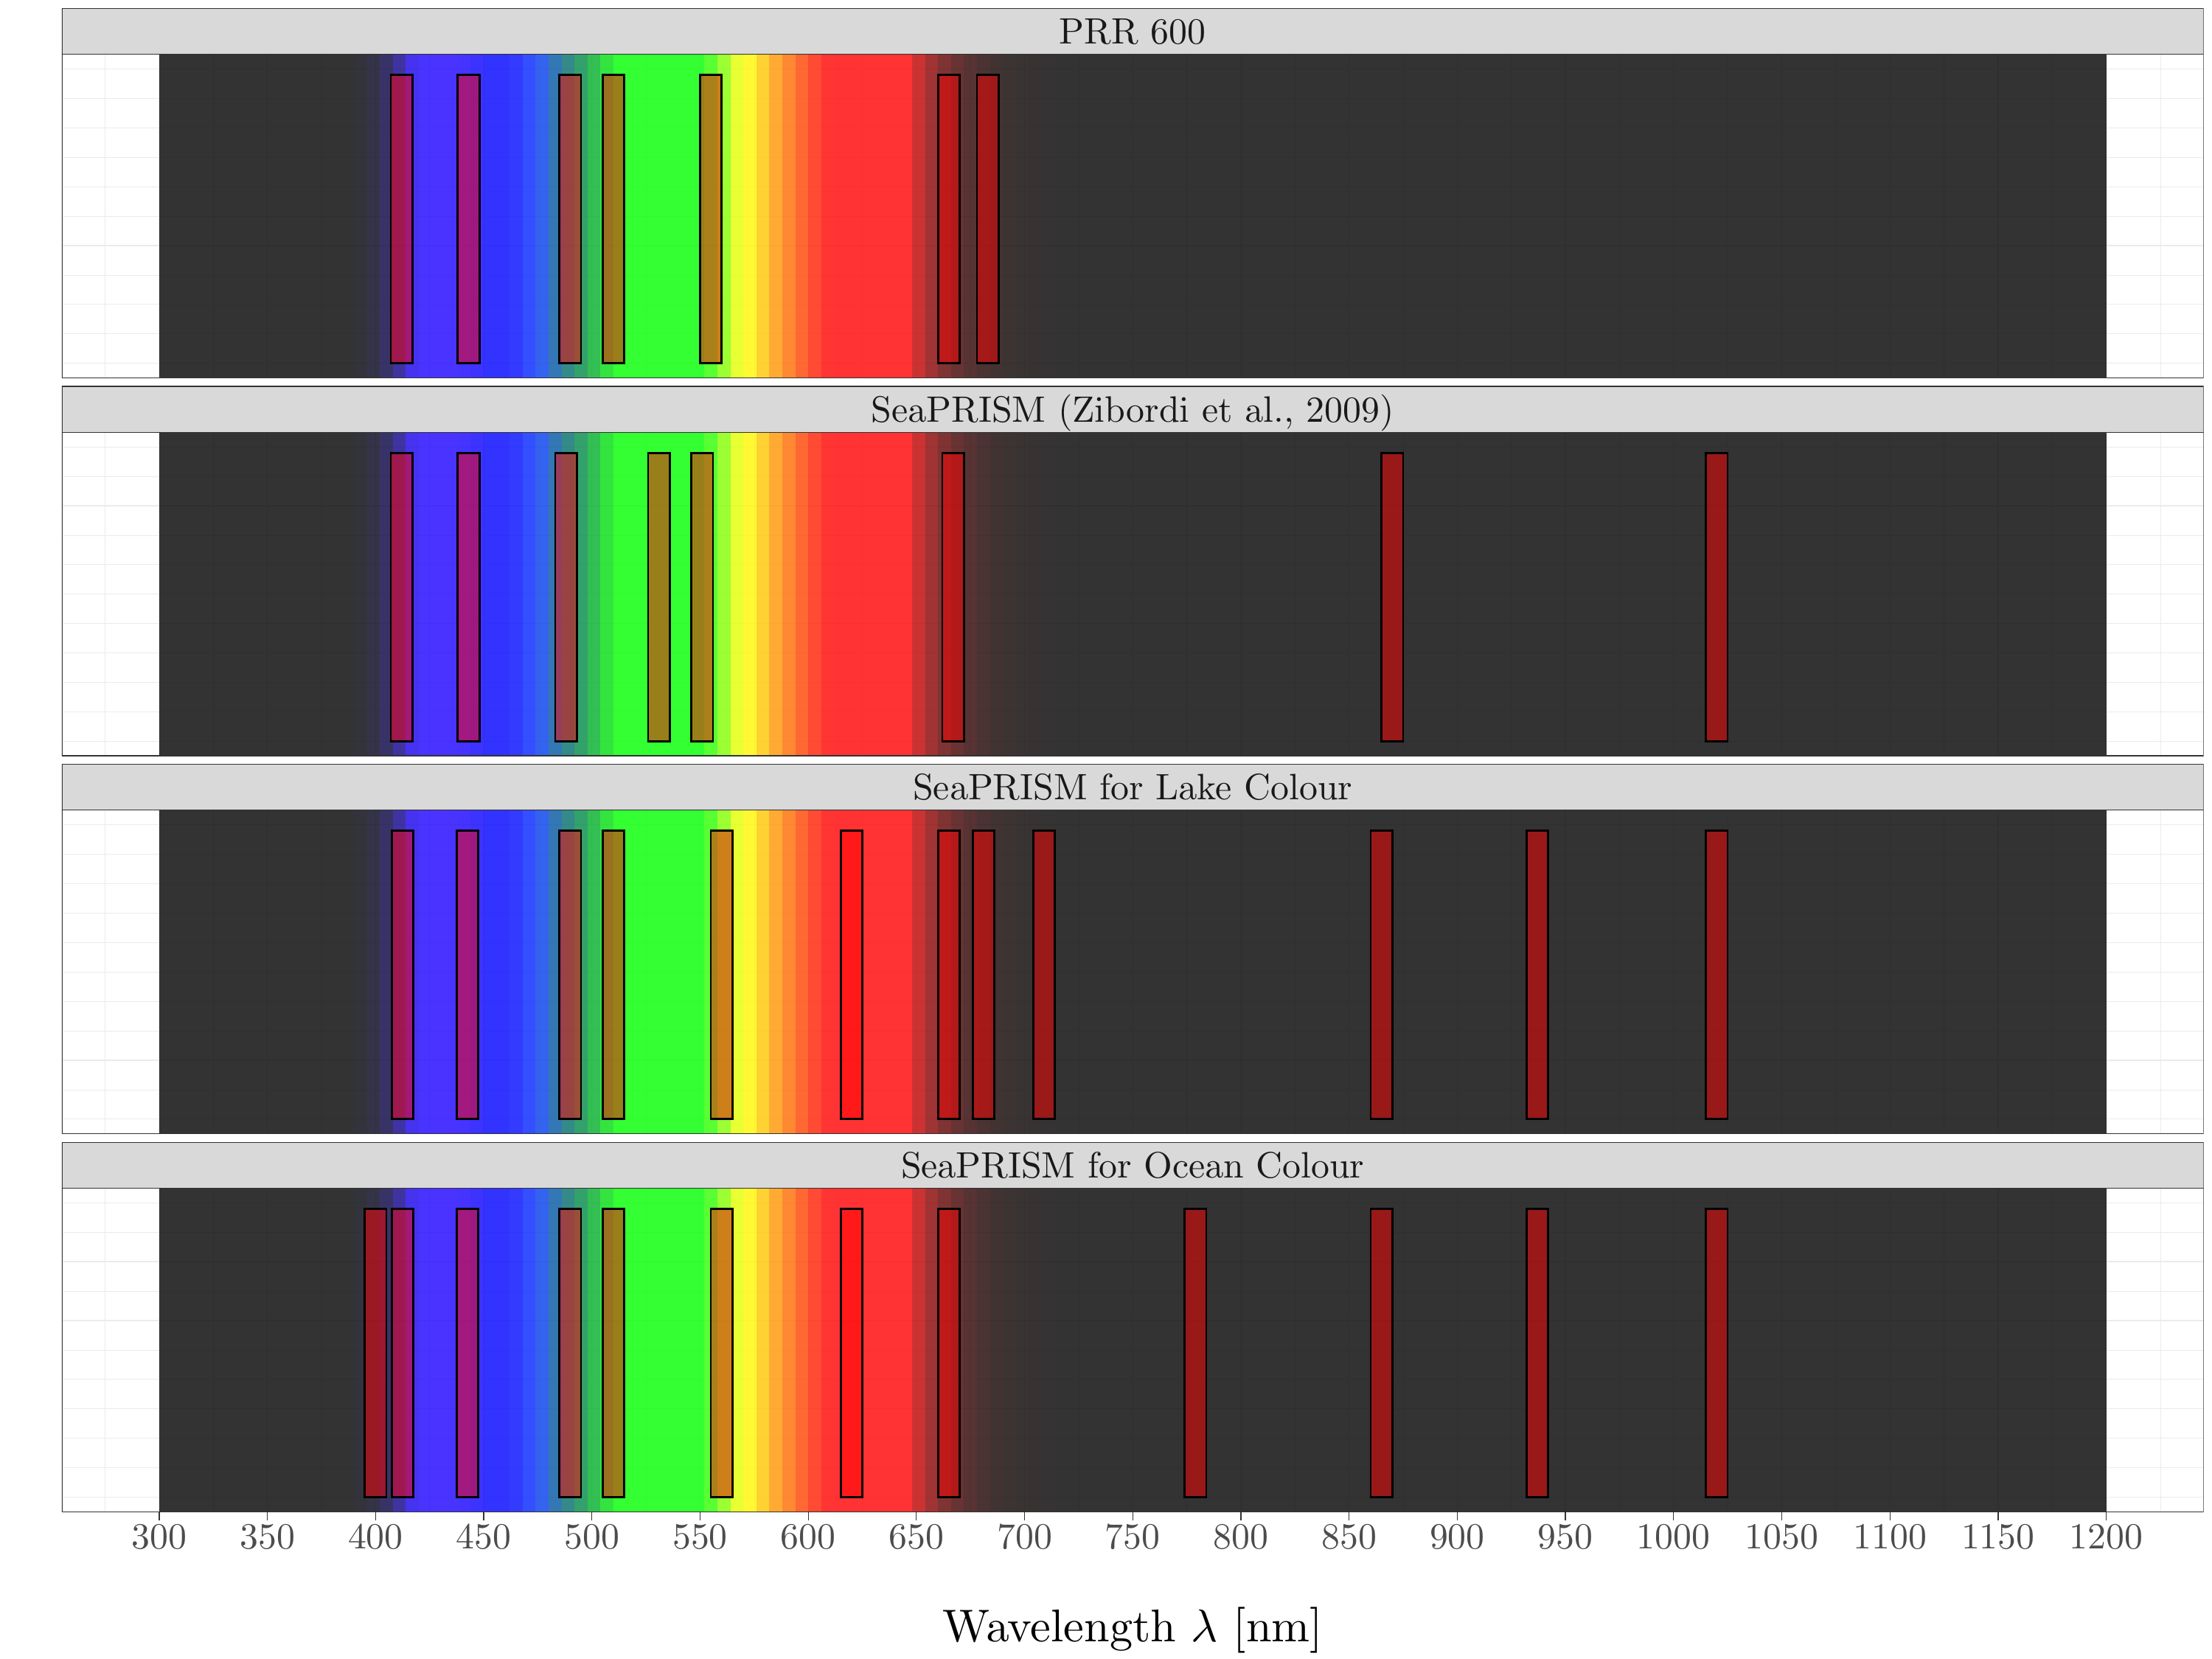 PRR 600
SeaPRISM (Zibordi et al., 2009)
SeaPRISM for Lake Colour
SeaPRISM for Ocean Colour
300 350 400 450 500 550 600 650 700 750 800 850 900 950 1000 1050 1100 1150 1200
Wavelength λ [nm]